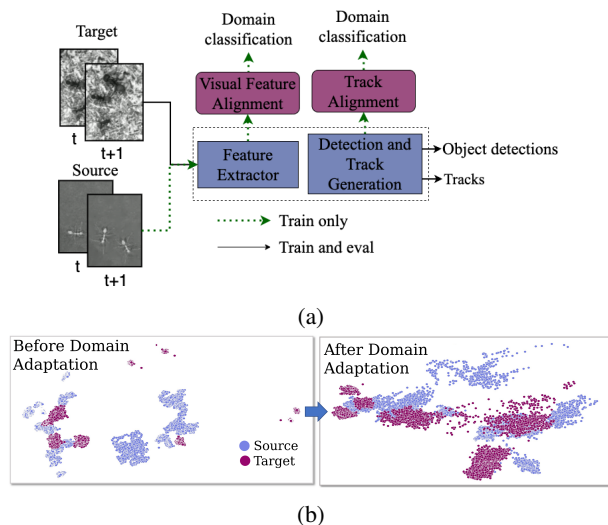 Target
t
t+1
Source
t
t+1
Domain
classification
Domain
classification
Visual Feature
Alignment
Track
Alignment
Feature
Extractor
Detection and
Track
Generation
Object detections
Tracks
Train only
Train and eval
(a)
Before Domain
Adaptation
Source
Target
After Domain
Adaptation
(b)